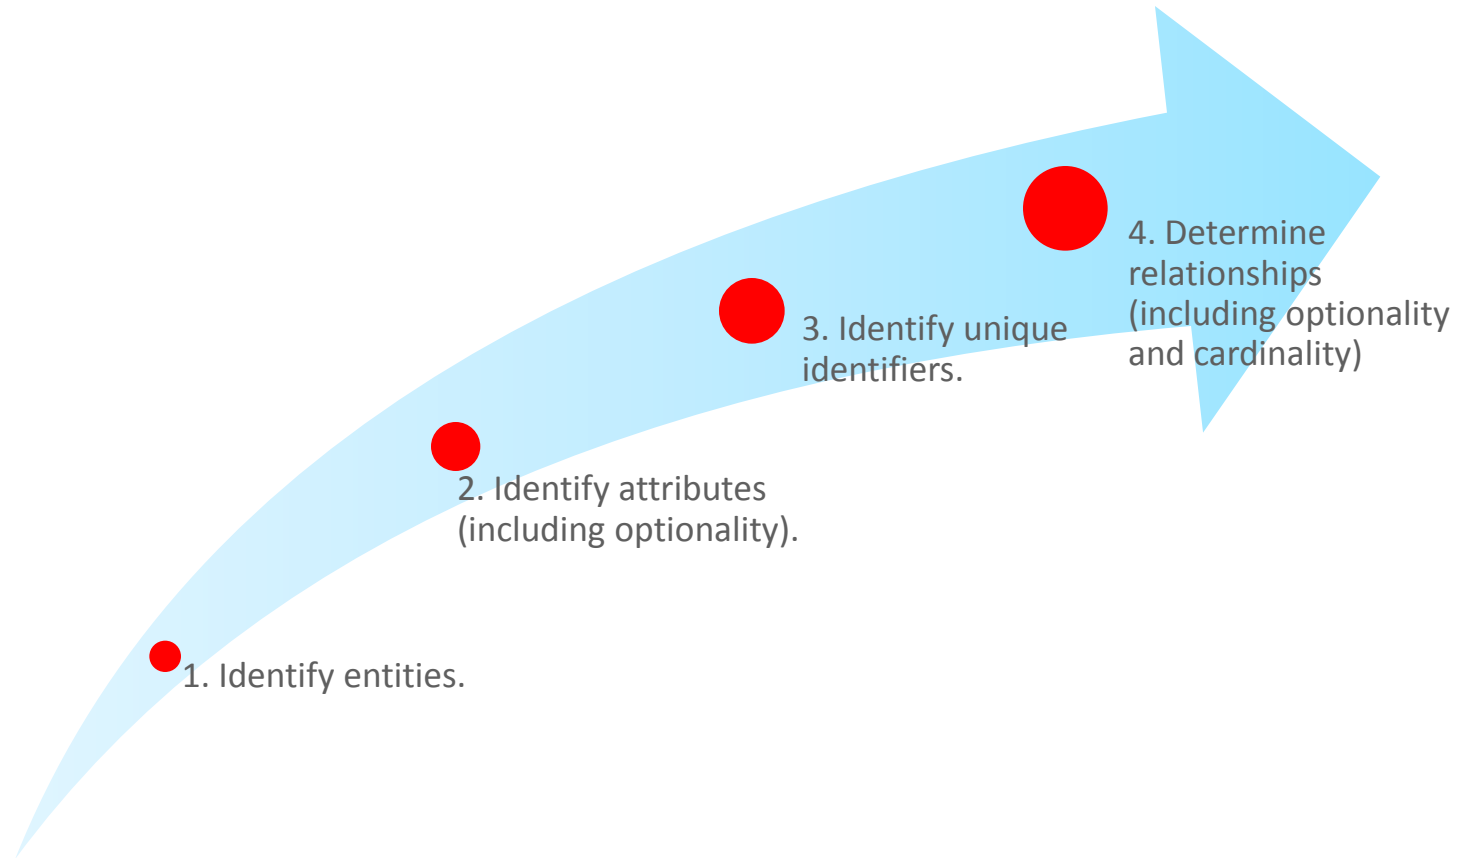 1. Identify entities.
2. Identify attributes
(including optionality).
3. Identify unique
identifiers.
4. Determine
relationships
(including optionality
and cardinality)